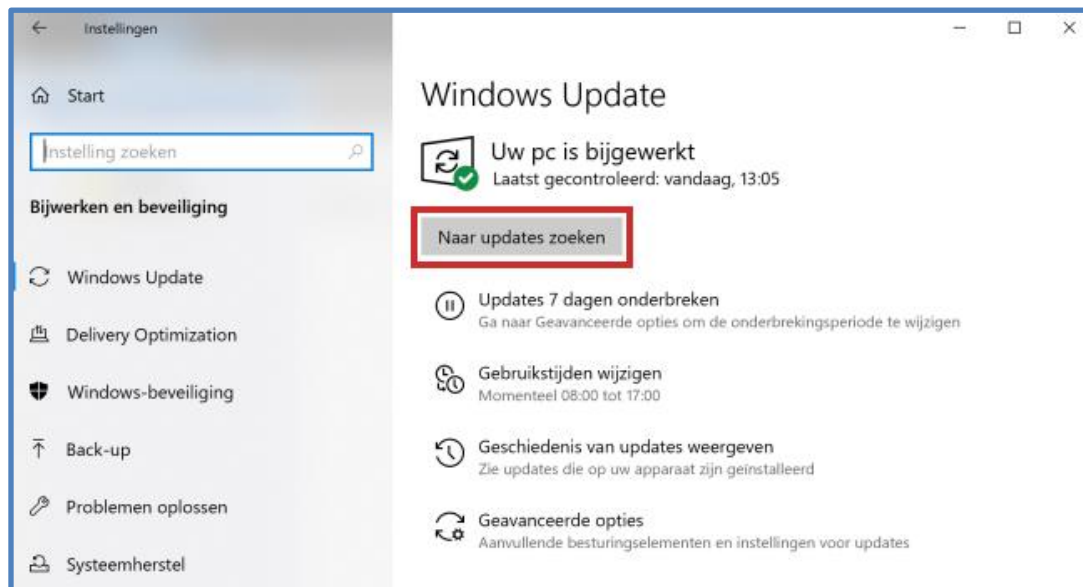 Instellingen
Start
Instelling zoeken
Bijwerken en beveiliging
Windows Update
Delivery Optimization
Windows-beveiliging
Back-up
Problemen oplossen
Systeemherstel
Windows Update
Uw pc is bijgewerkt
Laatst gecontroleerd: vandaag, 13:05
Naar updates zoeken
Updates 7 dagen onderbreken
Ga naar Geavanceerde opties om de onderbrekingsperiode te wijzigen
Gebruikstijden wijzigen
Momenteel 08:00 tot 17:00
Geschiedenis van updates weergeven
Zie updates die op uw apparaat zijn geïnstalleerd
Geavanceerde opties
Aanvullende besturingselementen en instellingen voor updates